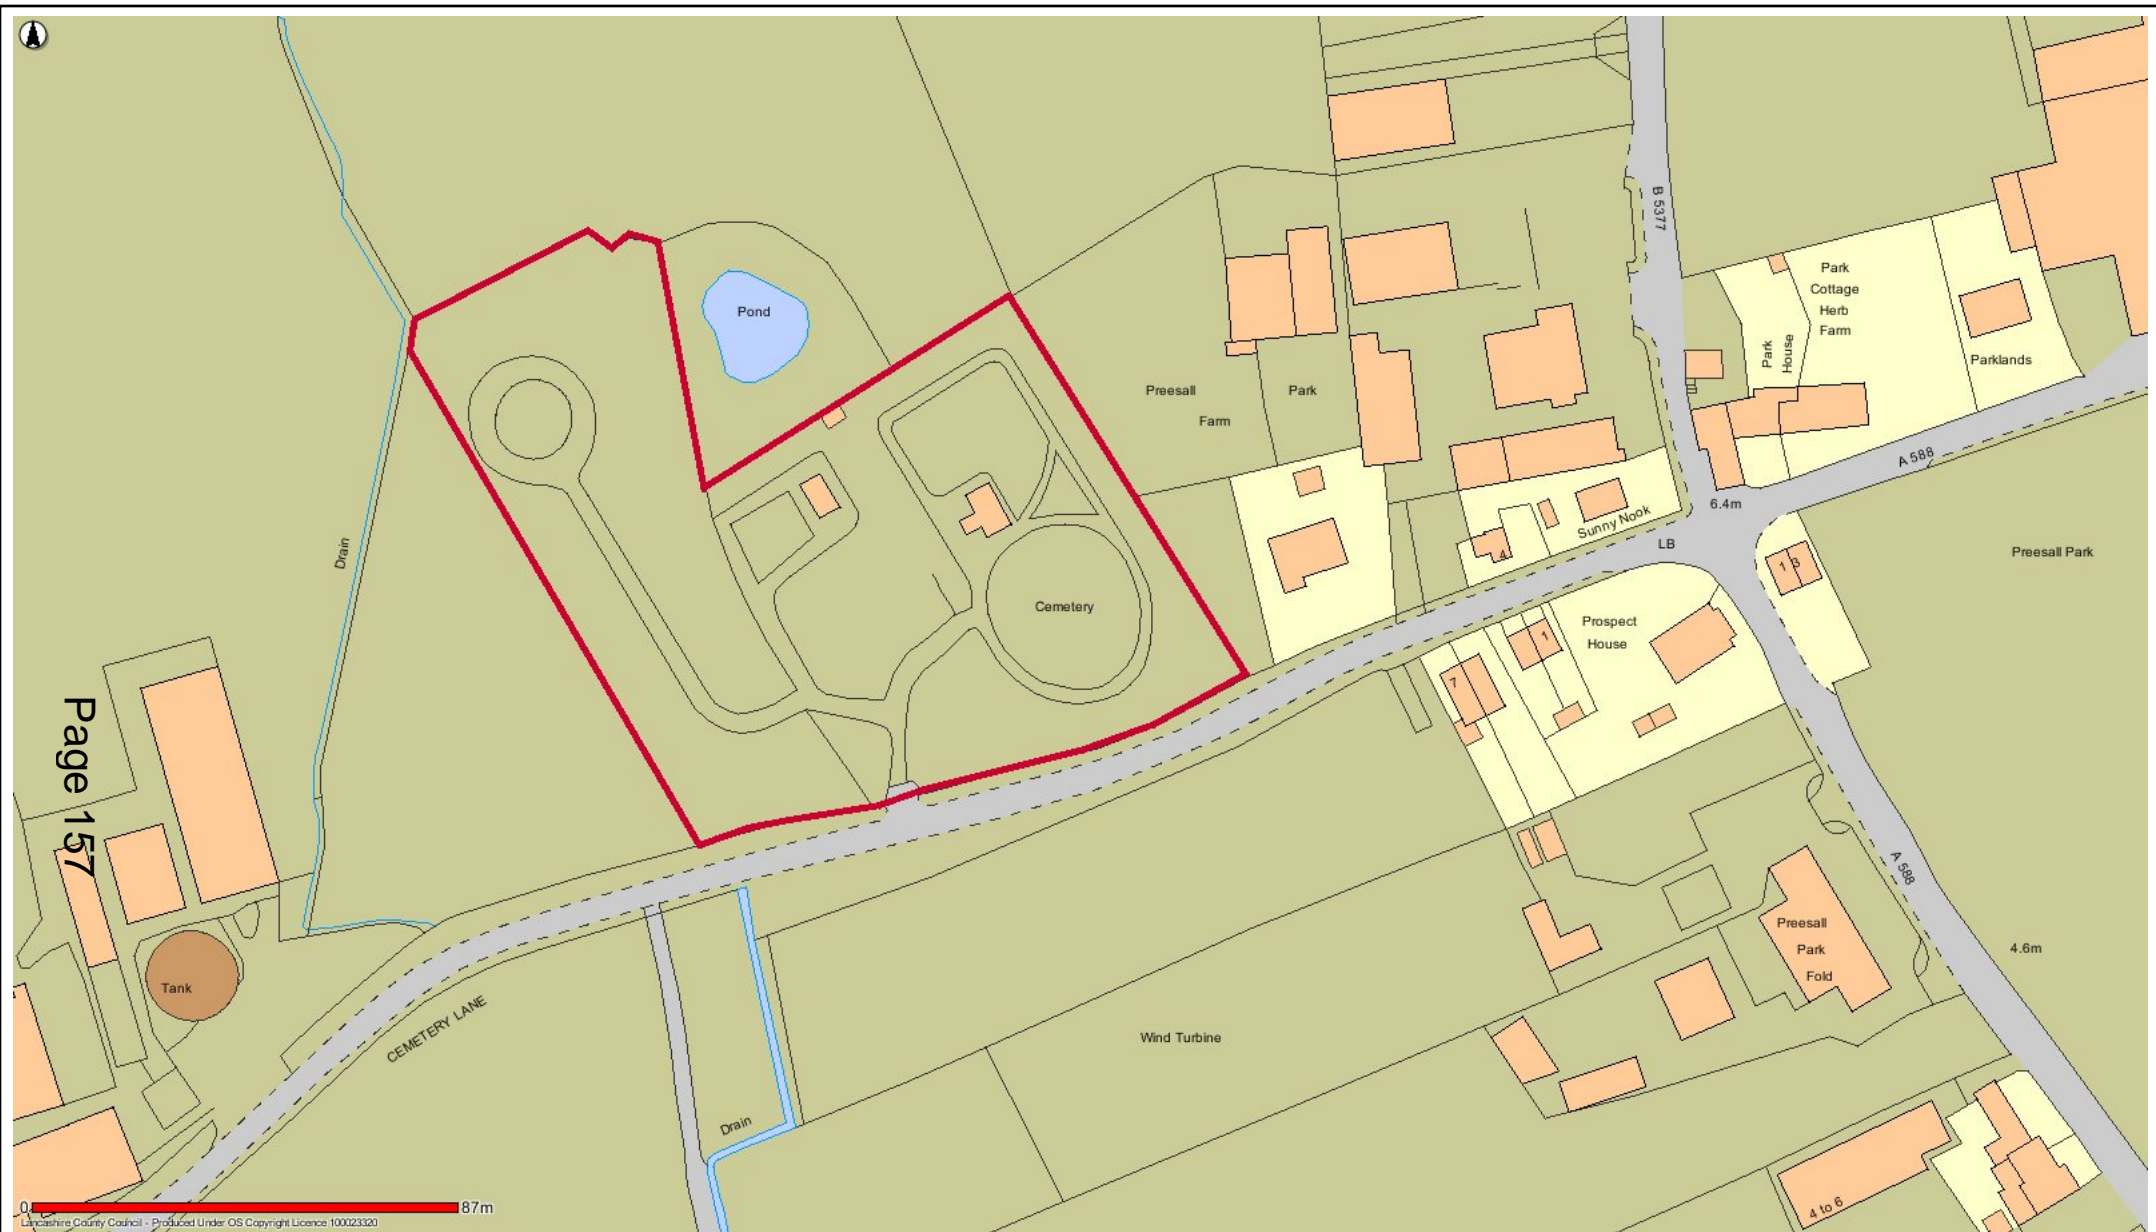 B 5377
Park
Cottage
Herb
Farm
Park
House
Parklands
Pond
Preesall
Park
Farm
A 588
6.4m
Sunny Nook
4
LB
1 3
Preesall Park
Drain
Cemetery
Prospect
House
1
7
Page 157
A 588
Preesall
Park
Fold
4.6m
Tank
CEMETERY LANE
Wind Turbine
Drain
4 to 6
0 87m
Lancashire County Council - Produced Under OS Copyright Licence 100023320